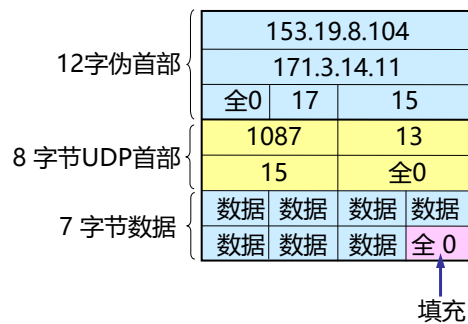 153.19.8.104
12字伪首部
171.3.14.11
全0 17 15
1087 13
8 字节UDP首部
15 全0
数据 数据 数据 数据
7 字节数据
数据 数据 数据 全 0
填充